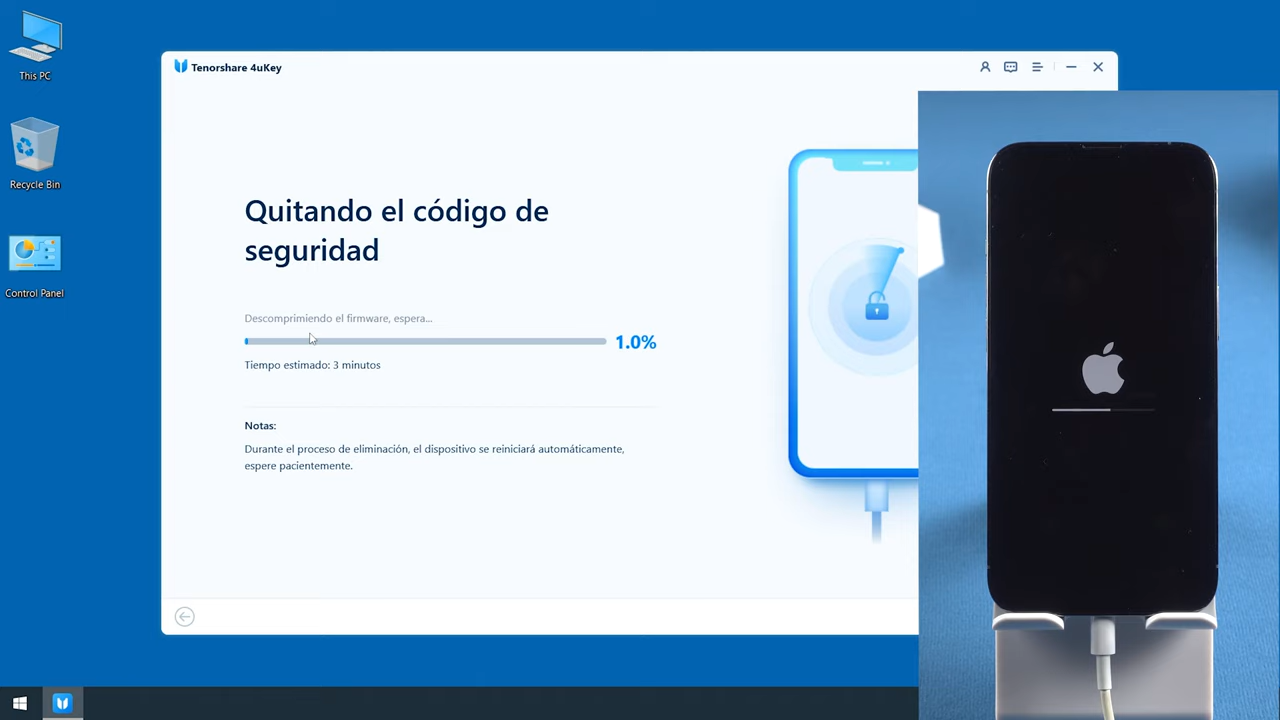 This PC
Recycle Bin
Control Panel
Tenorshare 4uKey
Quitando el código de
seguridad
Descomprimiendo el firmware, espera...
1.0%
Tiempo estimado: 3 minutos
Notas:
Durante el proceso de eliminación, el dispositivo se reiniciará automáticamente,
espere pacientemente.